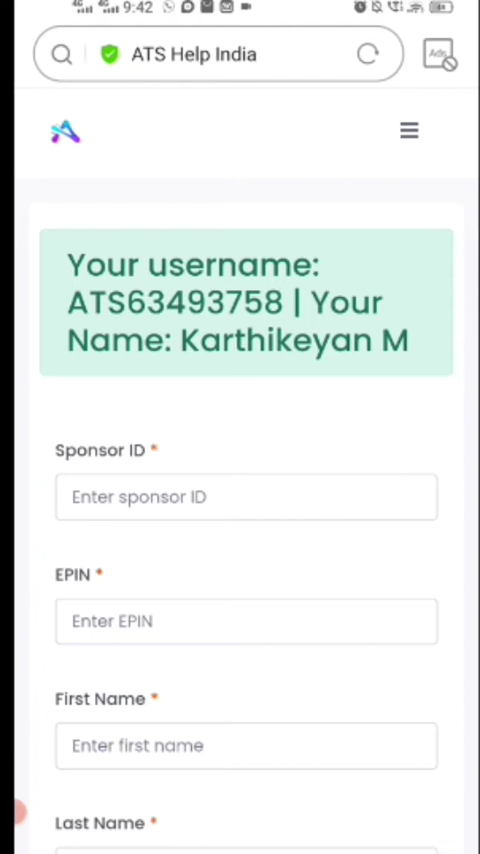 9:42
ATS Help India
Ads
Your username:
ATS63493758 | Your
Name: Karthikeyan M
Sponsor ID *
Enter sponsor ID
EPIN *
Enter EPIN
First Name *
Enter first name
Last Name *